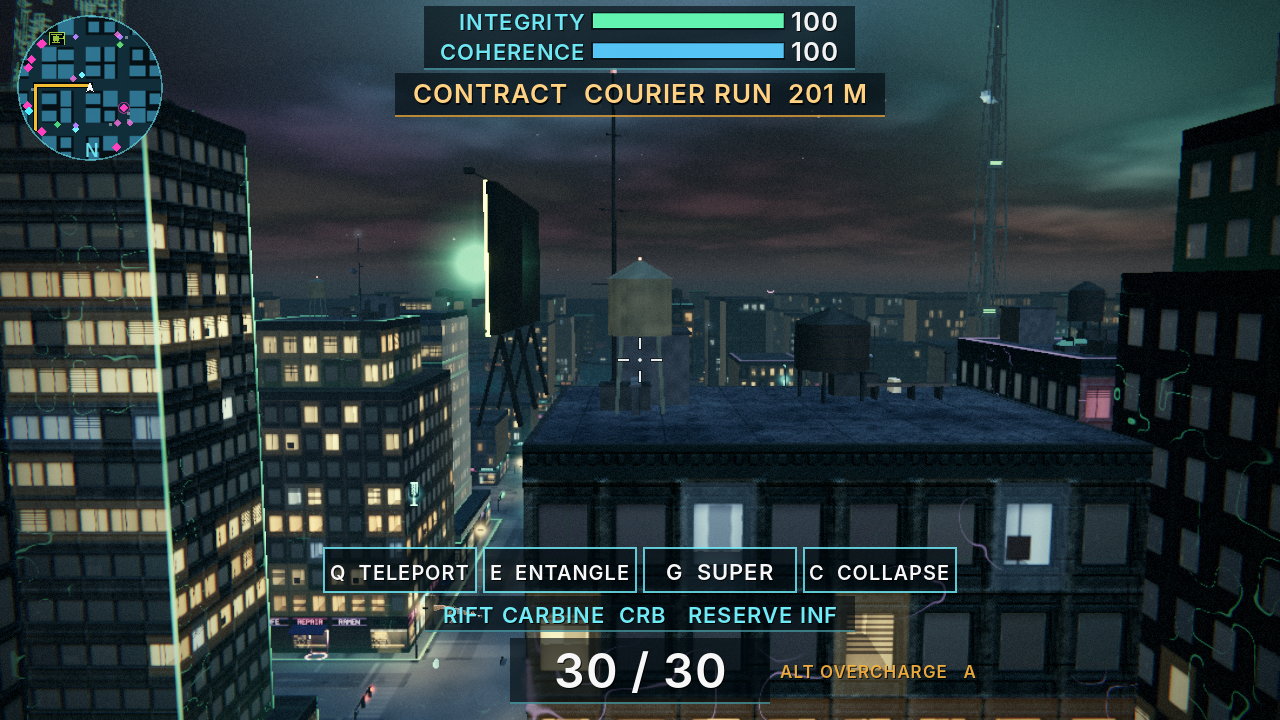 INTEGRITY 100
COHERENCE 100
CONTRACT COURIER RUN 201 M
N
REPAIR RAMEN
Q TELEPORT E ENTANGLE G SUPER C COLLAPSE
RIFT CARBINE CRB RESERVE INF
30 / 30
ALT OVERCHARGE A